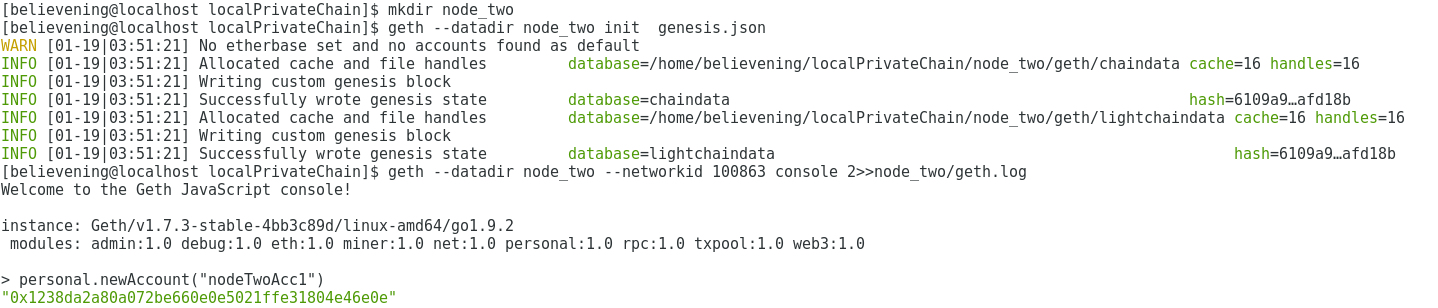 [believening@localhost localPrivateChain]$ mkdir node_two
[believening@localhost localPrivateChain]$ geth --datadir node_two init  genesis.json
WARN [01-19|03:51:21] No etherbase set and no accounts found as default
INFO [01-19|03:51:21] Allocated cache and file handles         database=/home/believening/localPrivateChain/node_two/geth/chaindata cache=16 handles=16
INFO [01-19|03:51:21] Writing custom genesis block
INFO [01-19|03:51:21] Successfully wrote genesis state         database=chaindata                                                   hash=6109a9…afd18b
INFO [01-19|03:51:21] Allocated cache and file handles         database=/home/believening/localPrivateChain/node_two/geth/lightchaindata cache=16 handles=16
INFO [01-19|03:51:21] Writing custom genesis block
INFO [01-19|03:51:21] Successfully wrote genesis state         database=lightchaindata                                                   hash=6109a9…afd18b
[believening@localhost localPrivateChain]$ geth --datadir node_two --networkid 100863 console 2>>node_two/geth.log
Welcome to the Geth JavaScript console!

instance: Geth/v1.7.3-stable-4bb3c89d/linux-amd64/go1.9.2
 modules: admin:1.0 debug:1.0 eth:1.0 miner:1.0 net:1.0 personal:1.0 rpc:1.0 txpool:1.0 web3:1.0

> personal.newAccount("nodeTwoAcc1")
"0x1238da2a80a072be660e0e5021ffe31804e46e0e"